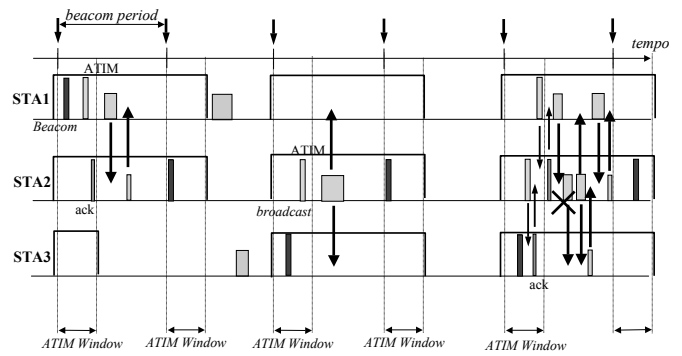 beacom period
tempo
ATIM
STA1
Beacom
ATIM
STA2
ack
broadcast
STA3
ack
ATIM Window
ATIM Window
ATIM Window
ATIM Window
ATIM Window